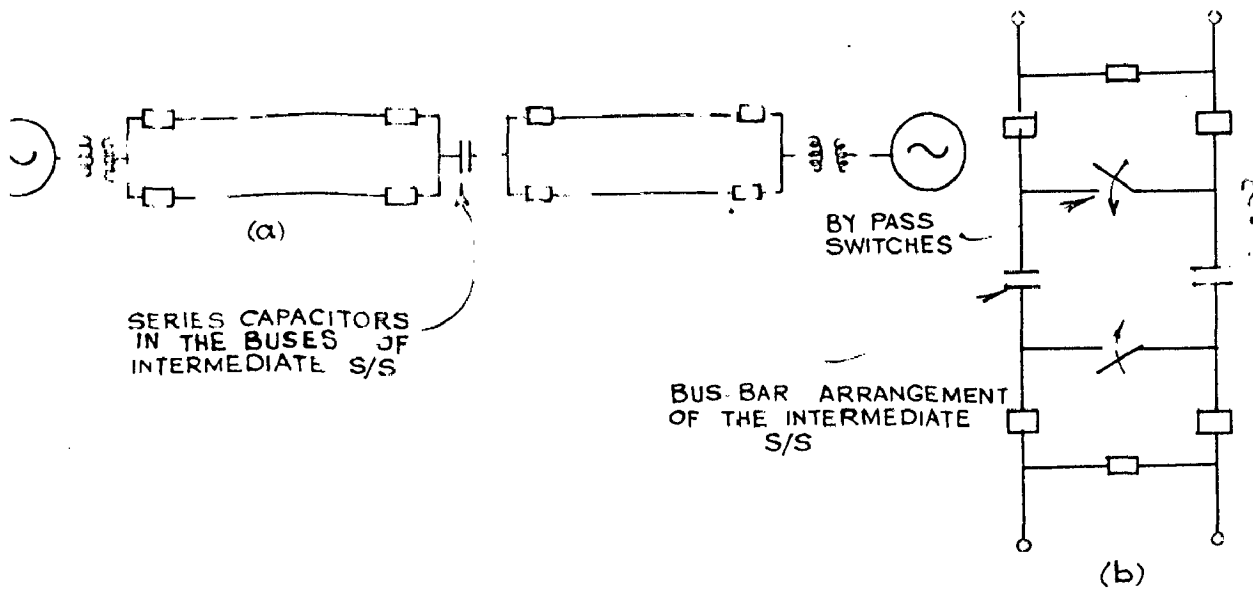 (a)
SERIES CAPACITORS
IN THE BUSES OF
INTERMEDIATE S/S
BY PASS
SWITCHES
BUS-BAR ARRANGEMENT
OF THE INTERMEDIATE
S/S
?
(b)